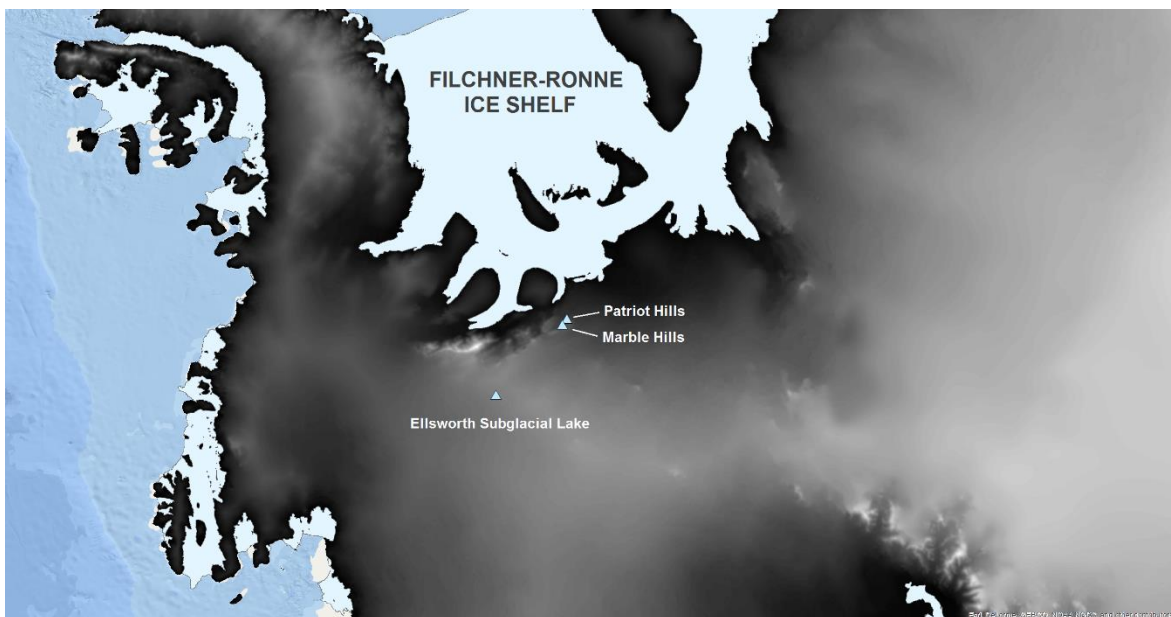 FILCHNER-RONNE
ICE SHELF
Patriot Hills
Marble Hills
Ellsworth Subglacial Lake